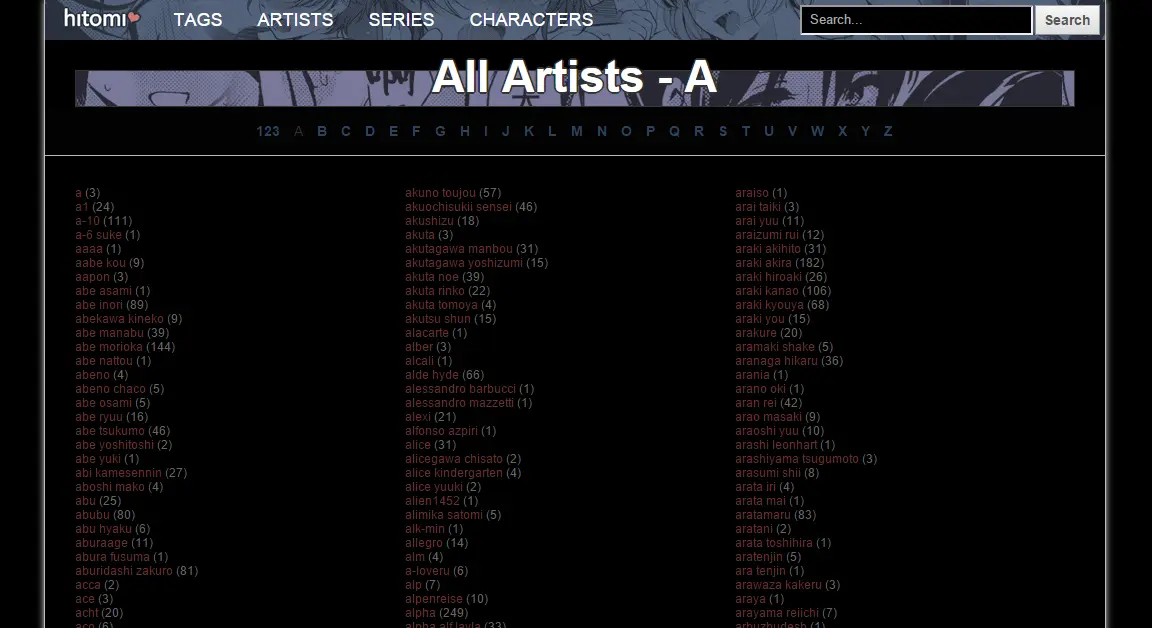 hitomi
TAGS ARTISTS SERIES CHARACTERS
Search...
Search
All Artists - A
123 A B C D E F G H I J K L M N O P Q R S T U V W X Y Z
a (3)
a1 (24)
a-10 (111)
a-6 suke (1)
aaaa (1)
aabe kou (9)
aapon (3)
abe asami (1)
abe inori (89)
abekawa kineko (9)
abe manabu (39)
abe morioka (144)
abe nattou (1)
abeno (4)
abeno chaco (5)
abe osami (5)
abe ryuu (16)
abe tsukumo (46)
abe yoshitoshi (2)
abe yuki (1)
abi kamesennin (27)
aboshi mako (4)
abu (25)
abubu (80)
abu hyaku (6)
aburaage (11)
abura fusuma (1)
aburidashi zakuro (81)
acca (2)
ace (3)
acht (20)
aco (6)
akuno toujou (57)
akuochisukii sensei (46)
akushizu (18)
akuta (3)
akutagawa manbou (31)
akutagawa yoshizumi (15)
akuta noe (39)
akuta rinko (22)
akuta tomoya (4)
akutsu shun (15)
alacarte (1)
alber (3)
alcali (1)
alde hyde (66)
alessandro barbucci (1)
alessandro mazzetti (1)
alexi (21)
alfonso azpiri (1)
alice (31)
alicegawa chisato (2)
alice kindergarten (4)
alice yuuki (2)
alien1452 (1)
alimika satomi (5)
alk-min (1)
allegro (14)
alm (4)
a-loveru (6)
alp (7)
alpenreise (10)
alpha (249)
alpha alf layla (33)
araiso (1)
arai taiki (3)
arai yuu (11)
araizumi rui (12)
araki akihito (31)
araki akira (182)
araki hiroaki (26)
araki kanao (106)
araki kyouya (68)
araki you (15)
arakure (20)
aramaki shake (5)
aranaga hikaru (36)
arania (1)
arano oki (1)
aran rei (42)
arao masaki (9)
araoshi yuu (10)
arashi leonhart (1)
arashiyama tsugumoto (3)
arasumi shii (8)
arata iri (4)
arata mai (1)
aratamaru (83)
aratani (2)
arata toshihira (1)
aratenjin (5)
ara tenjin (1)
arawaza kakeru (3)
araya (1)
arayama reiichi (7)
arbuzbudesh (1)